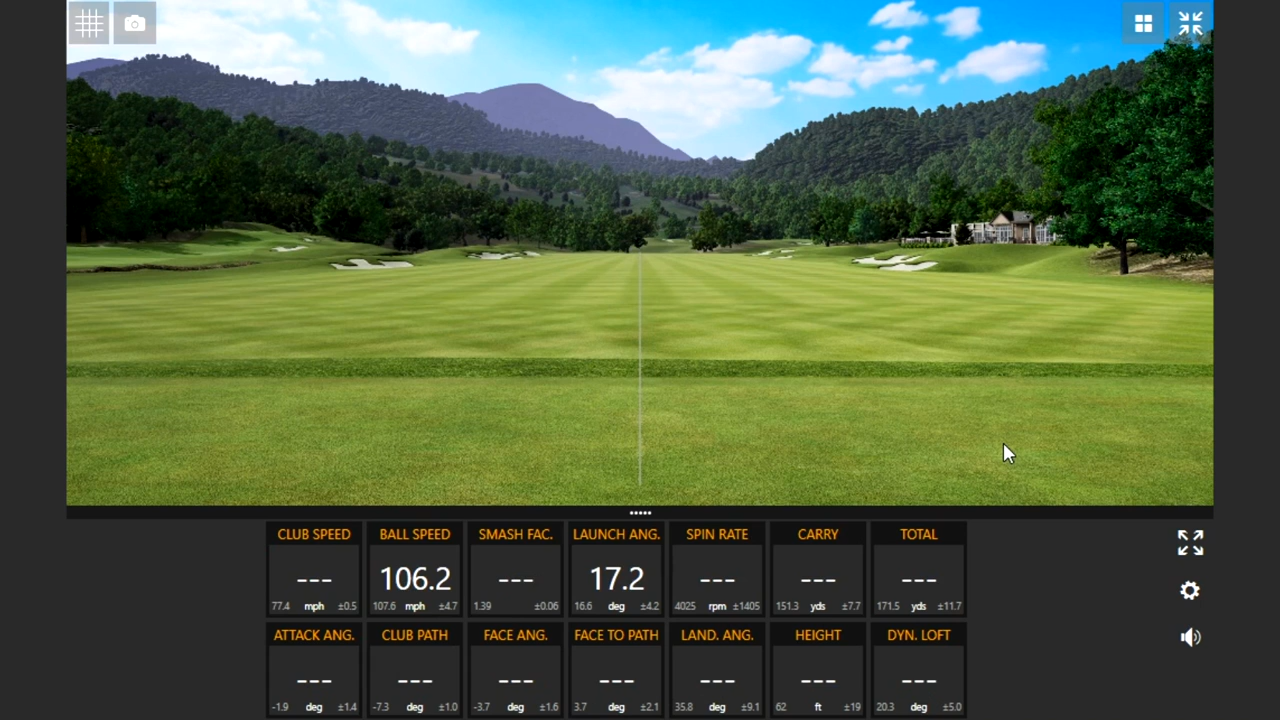 CLUB SPEED BALL SPEED SMASH FAC. LAUNCH ANG. SPIN RATE CARRY TOTAL
--- 106.2 --- 17.2 --- --- ---
77.4 mph ±0.5 107.6 mph ±4.7 1.39 ±0.06 16.6 deg ±4.2 4025 rpm ±1405 151.3 yds ±7.7 171.5 yds ±11.7
ATTACK ANG. CLUB PATH FACE ANG. FACE TO PATH LAND. ANG. HEIGHT DYN. LOFT
--- --- --- --- --- --- ---
-1.9 deg ±1.4 -7.3 deg ±1.0 -3.7 deg ±1.6 3.7 deg ±2.1 35.8 deg ±9.1 62 ft ±19 20.3 deg ±5.0